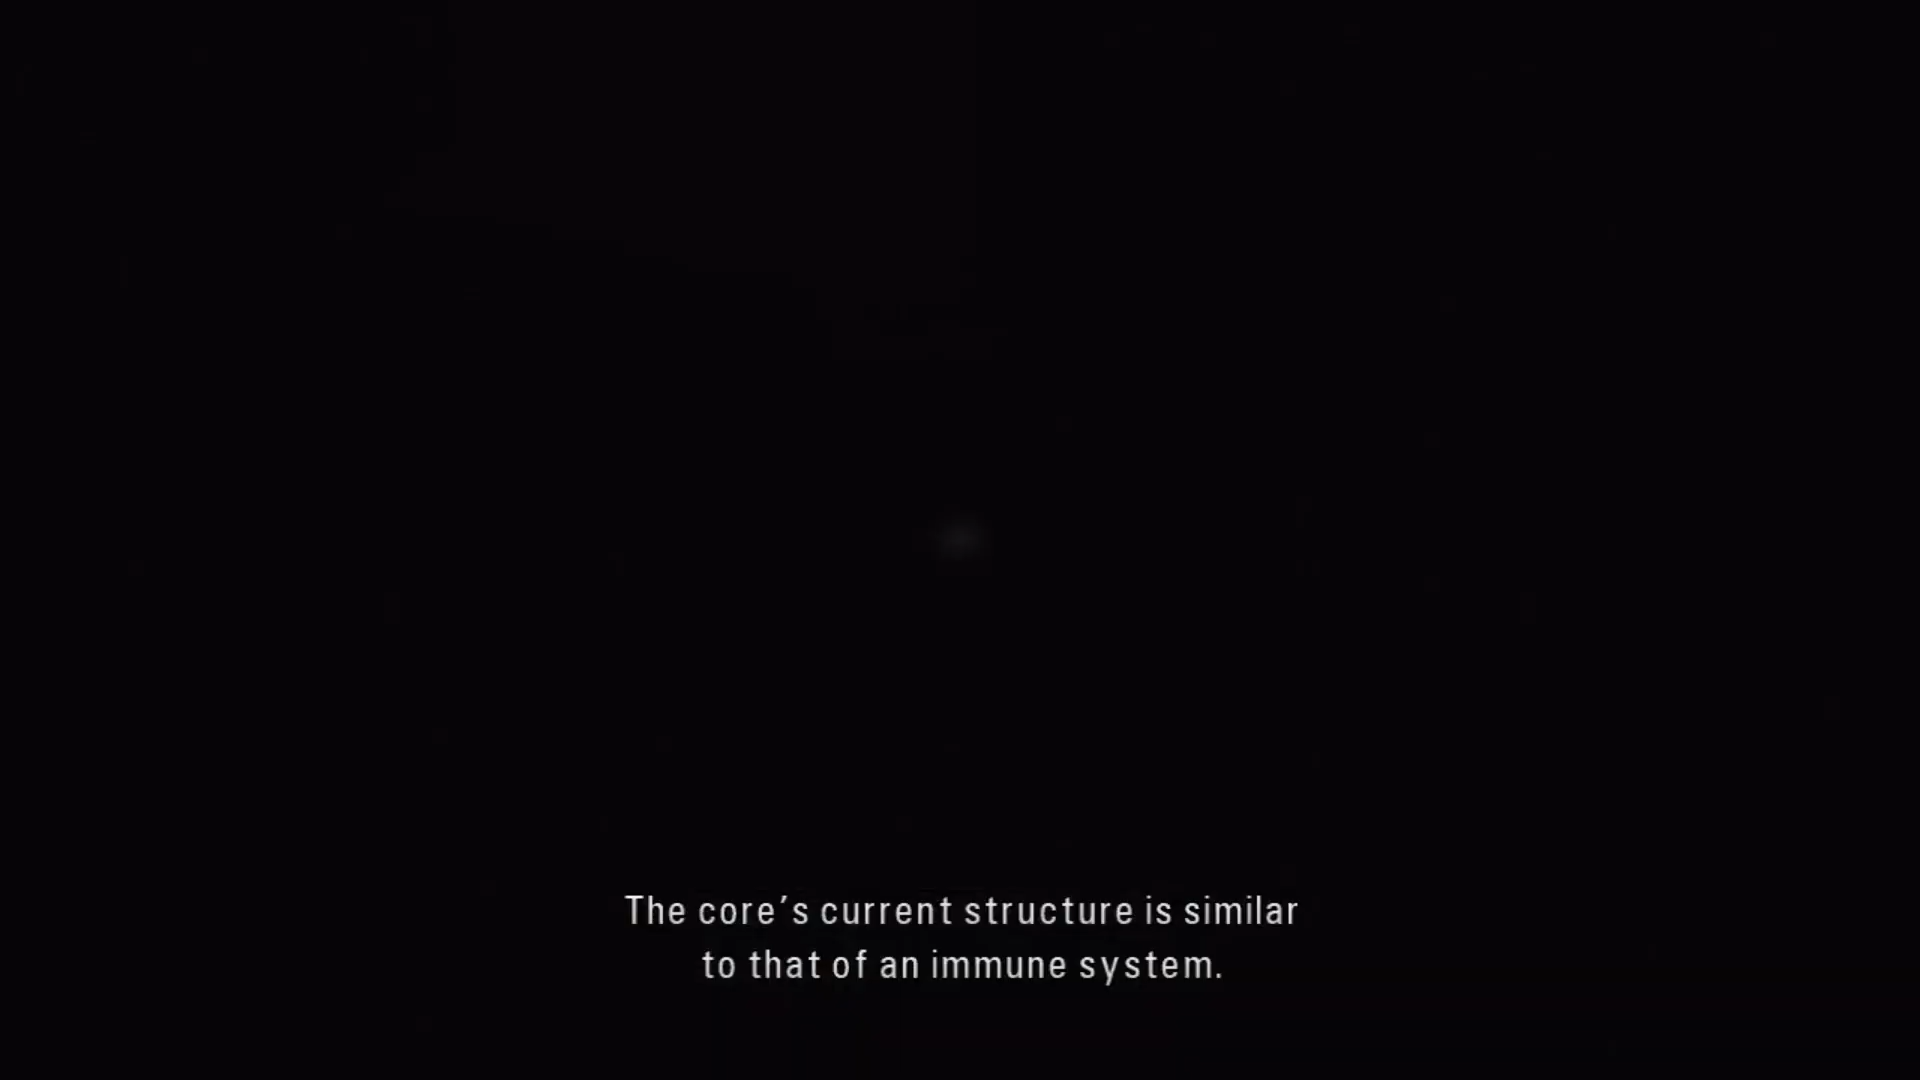 The core's current structure is similar
to that of an immune system.